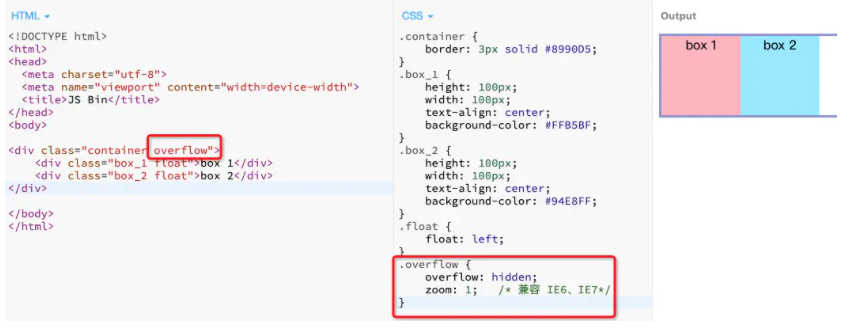 HTML
<!DOCTYPE html>
<html>
<head>
  <meta charset="utf-8">
  <meta name="viewport" content="width=device-width">
  <title>JS Bin</title>
</head>
<body>
<div class="container overflow">
    <div class="box_1 float">box 1</div>
    <div class="box_2 float">box 2</div>
</div>
</body>
</html>
CSS
.container {
    border: 3px solid #8990D5;
}
.box_1 {
    height: 100px;
    width: 100px;
    text-align: center;
    background-color: #FFB5BF;
}
.box_2 {
    height: 100px;
    width: 100px;
    text-align: center;
    background-color: #94E8FF;
}
.float {
    float: left;
}
.overflow {
    overflow: hidden;
    zoom: 1;   /* 兼容 IE6、IE7*/
}
Output
box 1 box 2